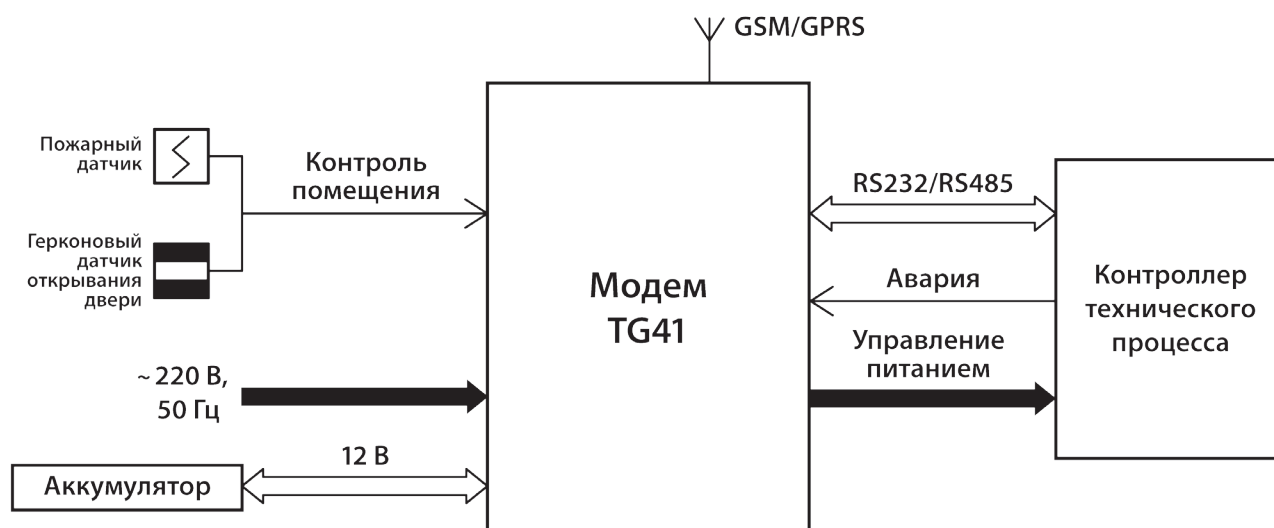 GSM/GPRS
Пожарный
датчик
Контроль
помещения
Герконовый
датчик
открывания
двери
~ 220 В,
50 Гц
12 В
Аккумулятор
Модем
TG41
RS232/RS485
Авария
Управление
питанием
Контроллер
технического
процесса